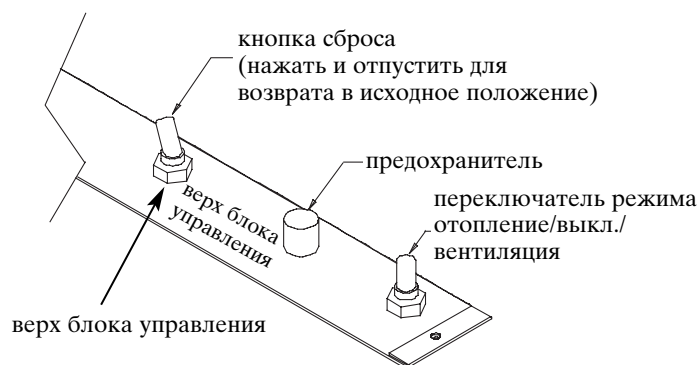 кнопка сброса
(нажать и отпустить для
возврата в исходное положение)
предохранитель
переключатель режима
отопление/выкл./
вентиляция
верх блока
управления
верх блока управления